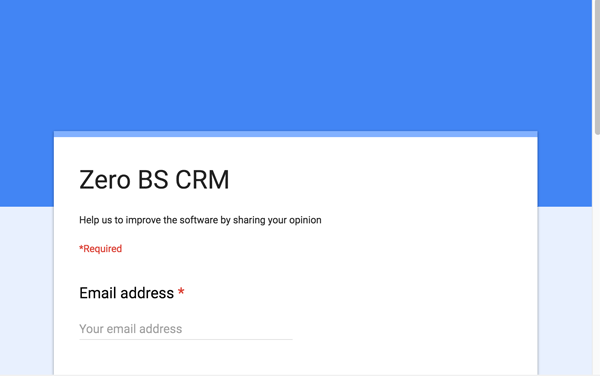 Zero BS CRM
Help us to improve the software by sharing your opinion
*Required
Email address *
Your email address